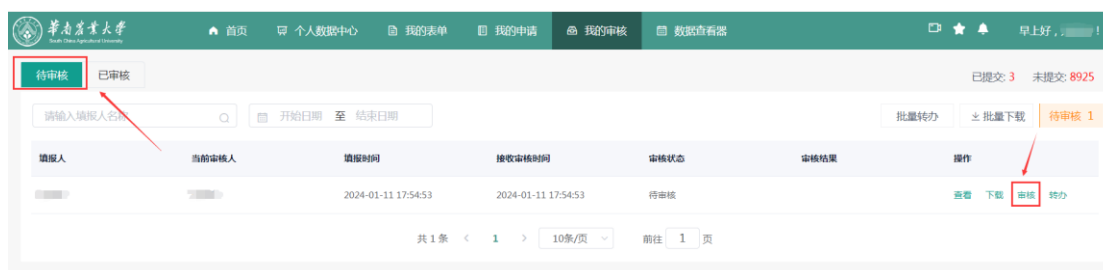 华南农业大学 首页 个人数据中心 我的表单 我的申请 我的审核 数据查看器 早上好，！
South China Agricultural University
待审核 已审核 已提交: 3 未提交: 8925
请输入填报人名称 开始日期 至 结束日期 批量转办 批量下载 待审核 1
填报人 当前审核人 填报时间 接收审核时间 审核状态 审核结果 操作
2024-01-11 17:54:53 2024-01-11 17:54:53 待审核 查看 下载 审核 转办
共 1 条 < 1 > 10条/页 前往 1 页